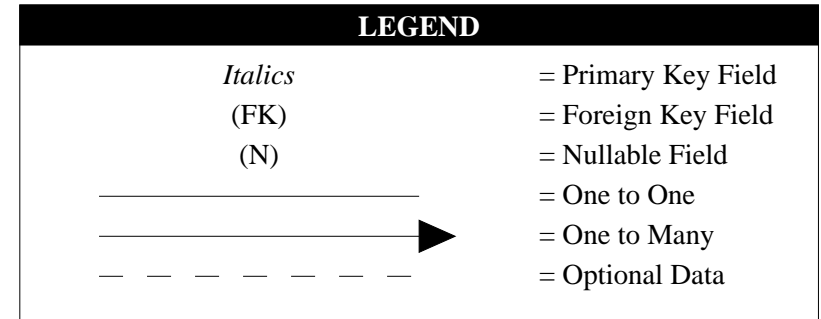 LEGEND
Italics = Primary Key Field
(FK) = Foreign Key Field
(N) = Nullable Field
= One to One
= One to Many
= Optional Data